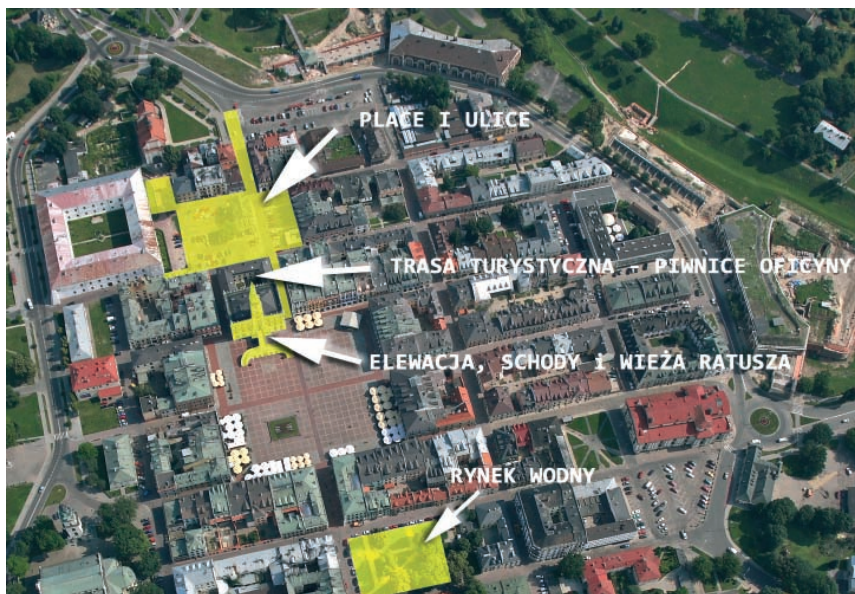 PLACE I ULICE
TRASA TURYSTYCZNA - PIWNICE OFICYNY
ELEWACJA, SCHODY i WIEŻA RATUSZA
RYNEK WODNY